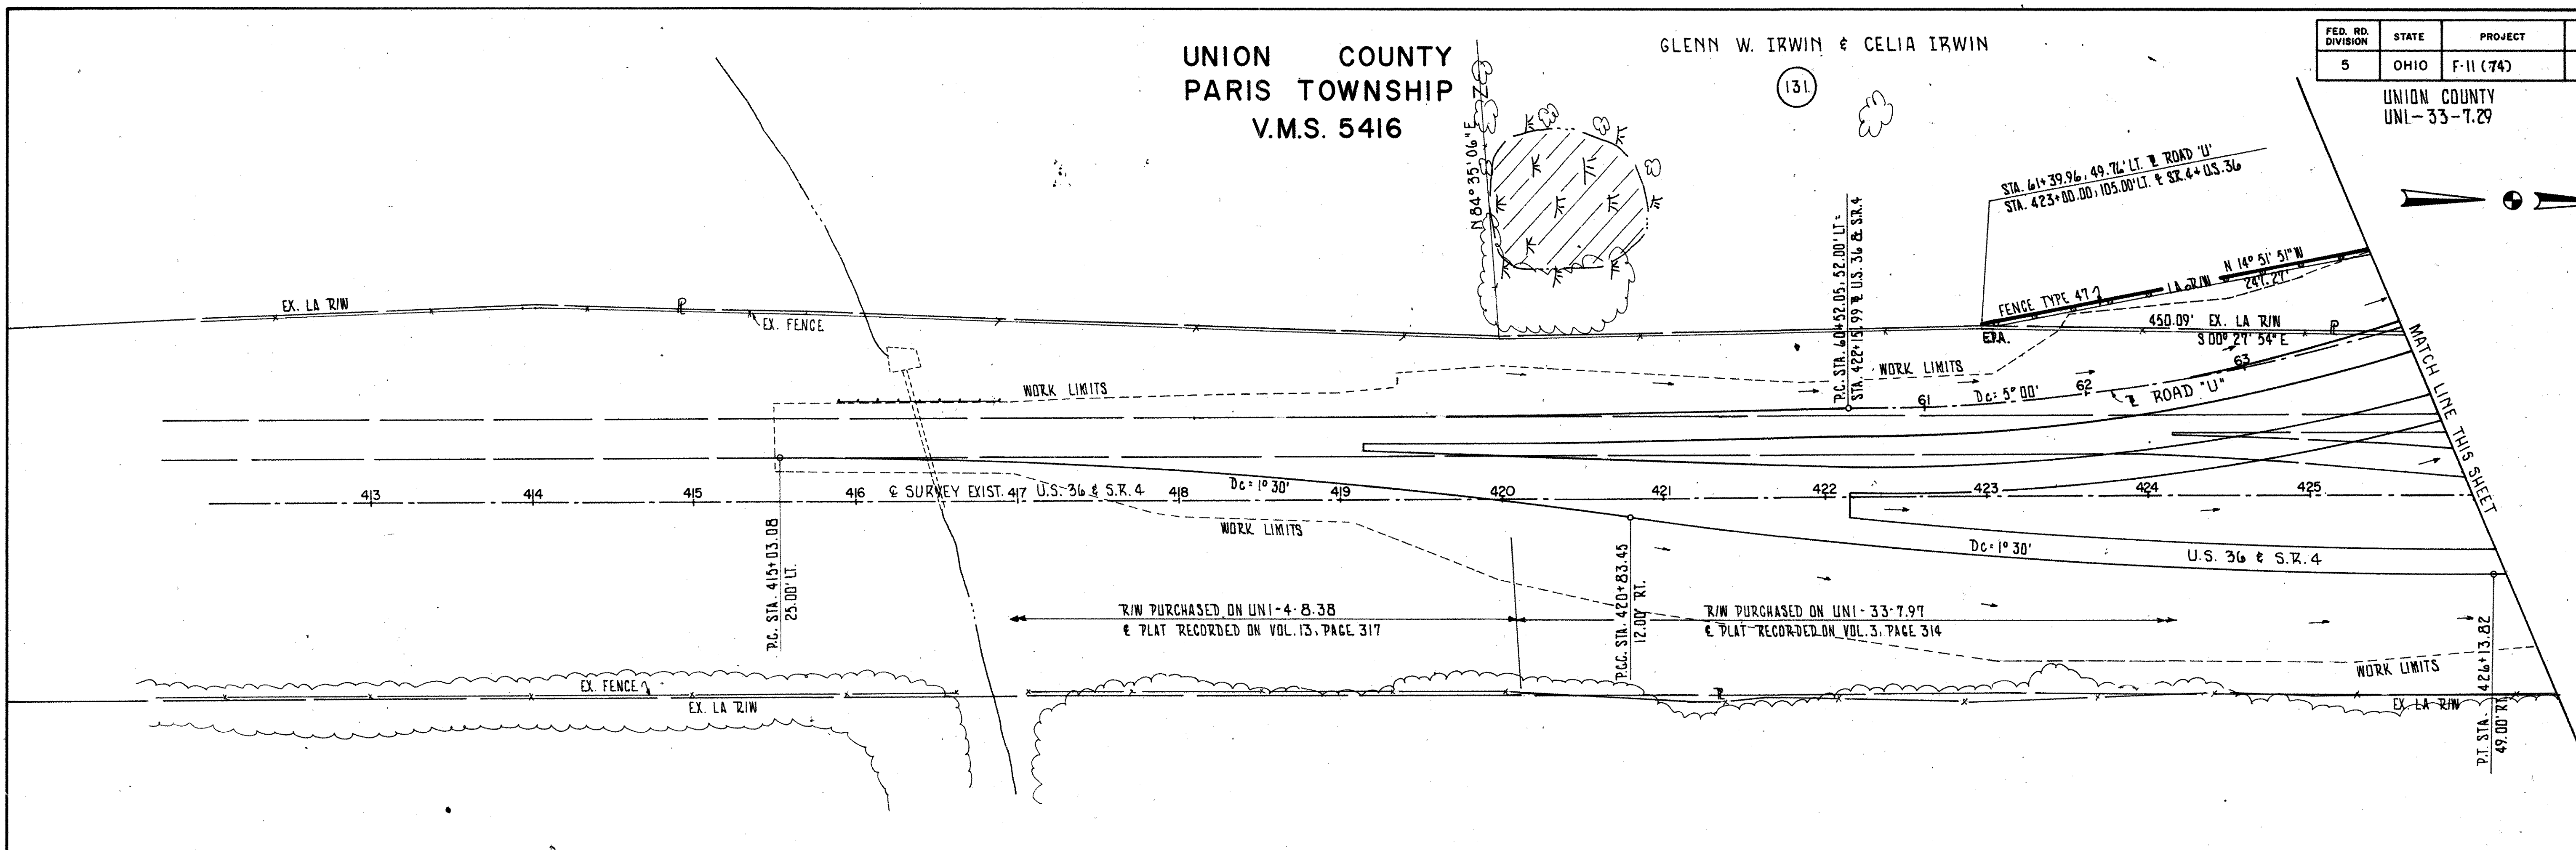 UNION COUNTY
PARIS TOWNSHIP
V.M.S. 5416
GLENN W. IRWIN & CELIA IRWIN
131
FED. RD. DIVISION STATE PROJECT
5 OHIO F-11 (74)
UNION COUNTY
UNI-33-7.29
N 84° 35' 06" E
STA. 61+39.96, 49.76' LT. ℄ ROAD 'U'
STA. 423+00.00, 105.00' LT. ℄ SR.4 & U.S.36
P.C. STA. 60+52.05, 52.00' LT =
STA. 422+15.99 ℄ U.S. 36 & S.R.4
N 14° 51' 51" W
247.27'
FENCE TYPE 47
LA R/W
EX. LA R/W
EX. FENCE
450.09' EX. LA R/W
S 00° 27' 54" E
WORK LIMITS
WORK LIMITS
61 62 63
Dc = 5° 00'
℄ ROAD "U"
MATCH LINE THIS SHEET
413 414 415 416 417 418 419 420 421 422 423 424 425
℄ SURVEY EXIST. U.S. 36 & S.R. 4
Dc = 1° 30'
WORK LIMITS
Dc = 1° 30'
U.S. 36 & S.R. 4
P.C. STA. 415+03.08
25.00' LT.
P.C.C. STA. 420+83.45
12.00' RT.
R/W PURCHASED ON UNI-4-8.38
& PLAT RECORDED ON VOL. 13, PAGE 317
R/W PURCHASED ON UNI-33-7.97
& PLAT RECORDED ON VOL. 3, PAGE 314
WORK LIMITS
P.T. STA. 426+13.82
49.00' RT.
EX. FENCE
EX. LA R/W
EX. LA R/W